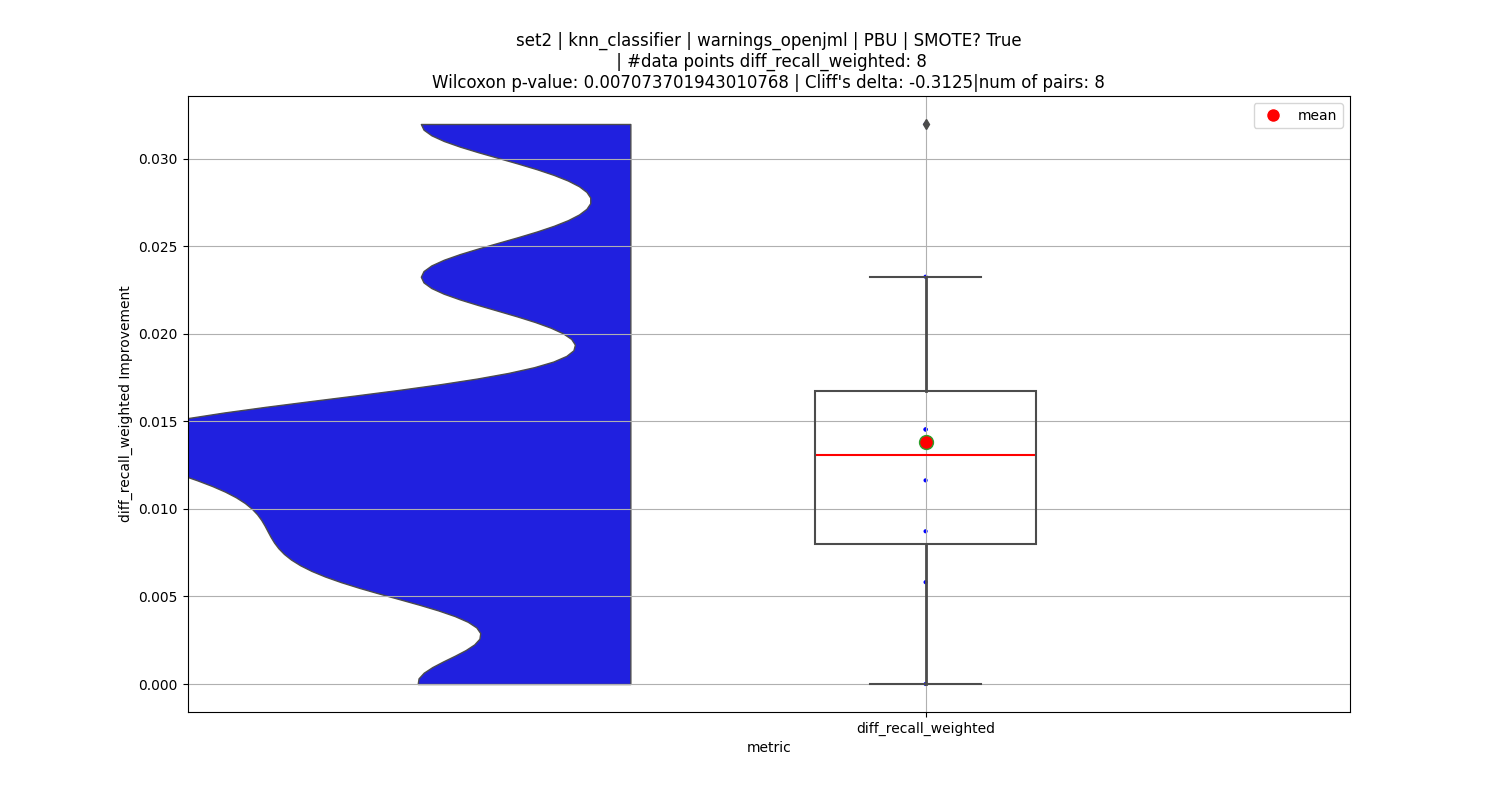 set2 | knn_classifier | warnings_openjml | PBU | SMOTE? True
| #data points diff_recall_weighted: 8
Wilcoxon p-value: 0.007073701943010768 | Cliff's delta: -0.3125|num of pairs: 8
mean
0.030
0.025
0.020
0.015
0.010
0.005
0.000
diff_recall_weighted Improvement
diff_recall_weighted
metric